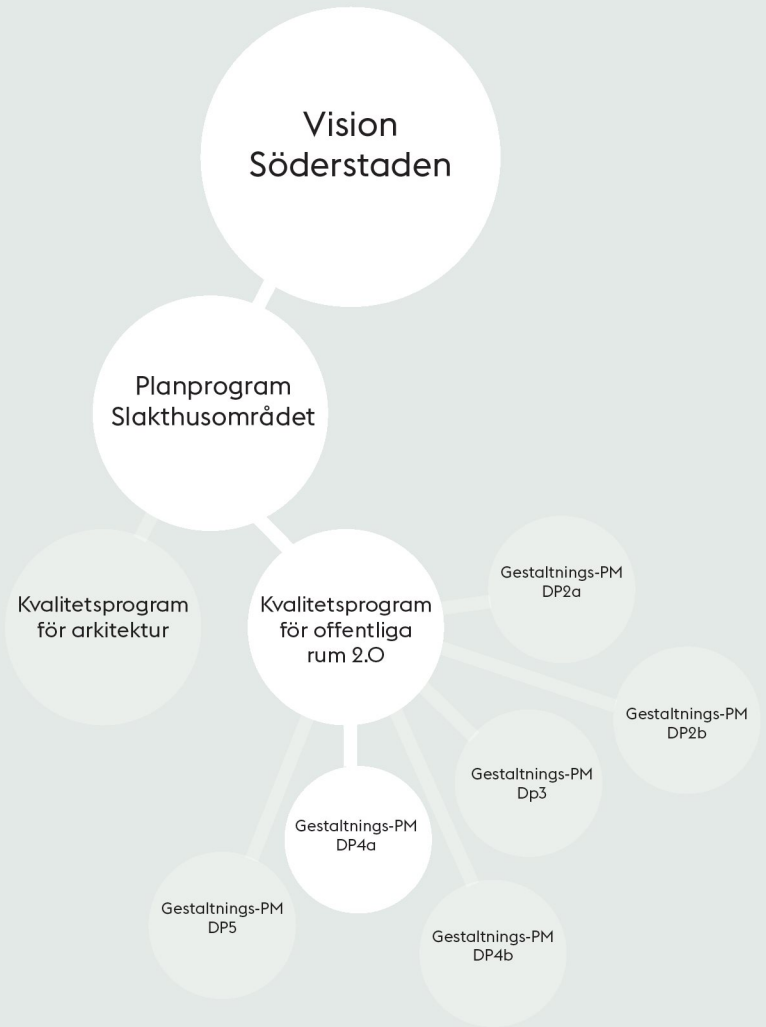 Vision
Söderstaden
Planprogram
Slakthusområdet
Kvalitetsprogram
för arkitektur
Kvalitetsprogram
för offentliga
rum 2.0
Gestaltnings-PM
DP2a
Gestaltnings-PM
DP2b
Gestaltnings-PM
Dp3
Gestaltnings-PM
DP4a
Gestaltnings-PM
DP5
Gestaltnings-PM
DP4b